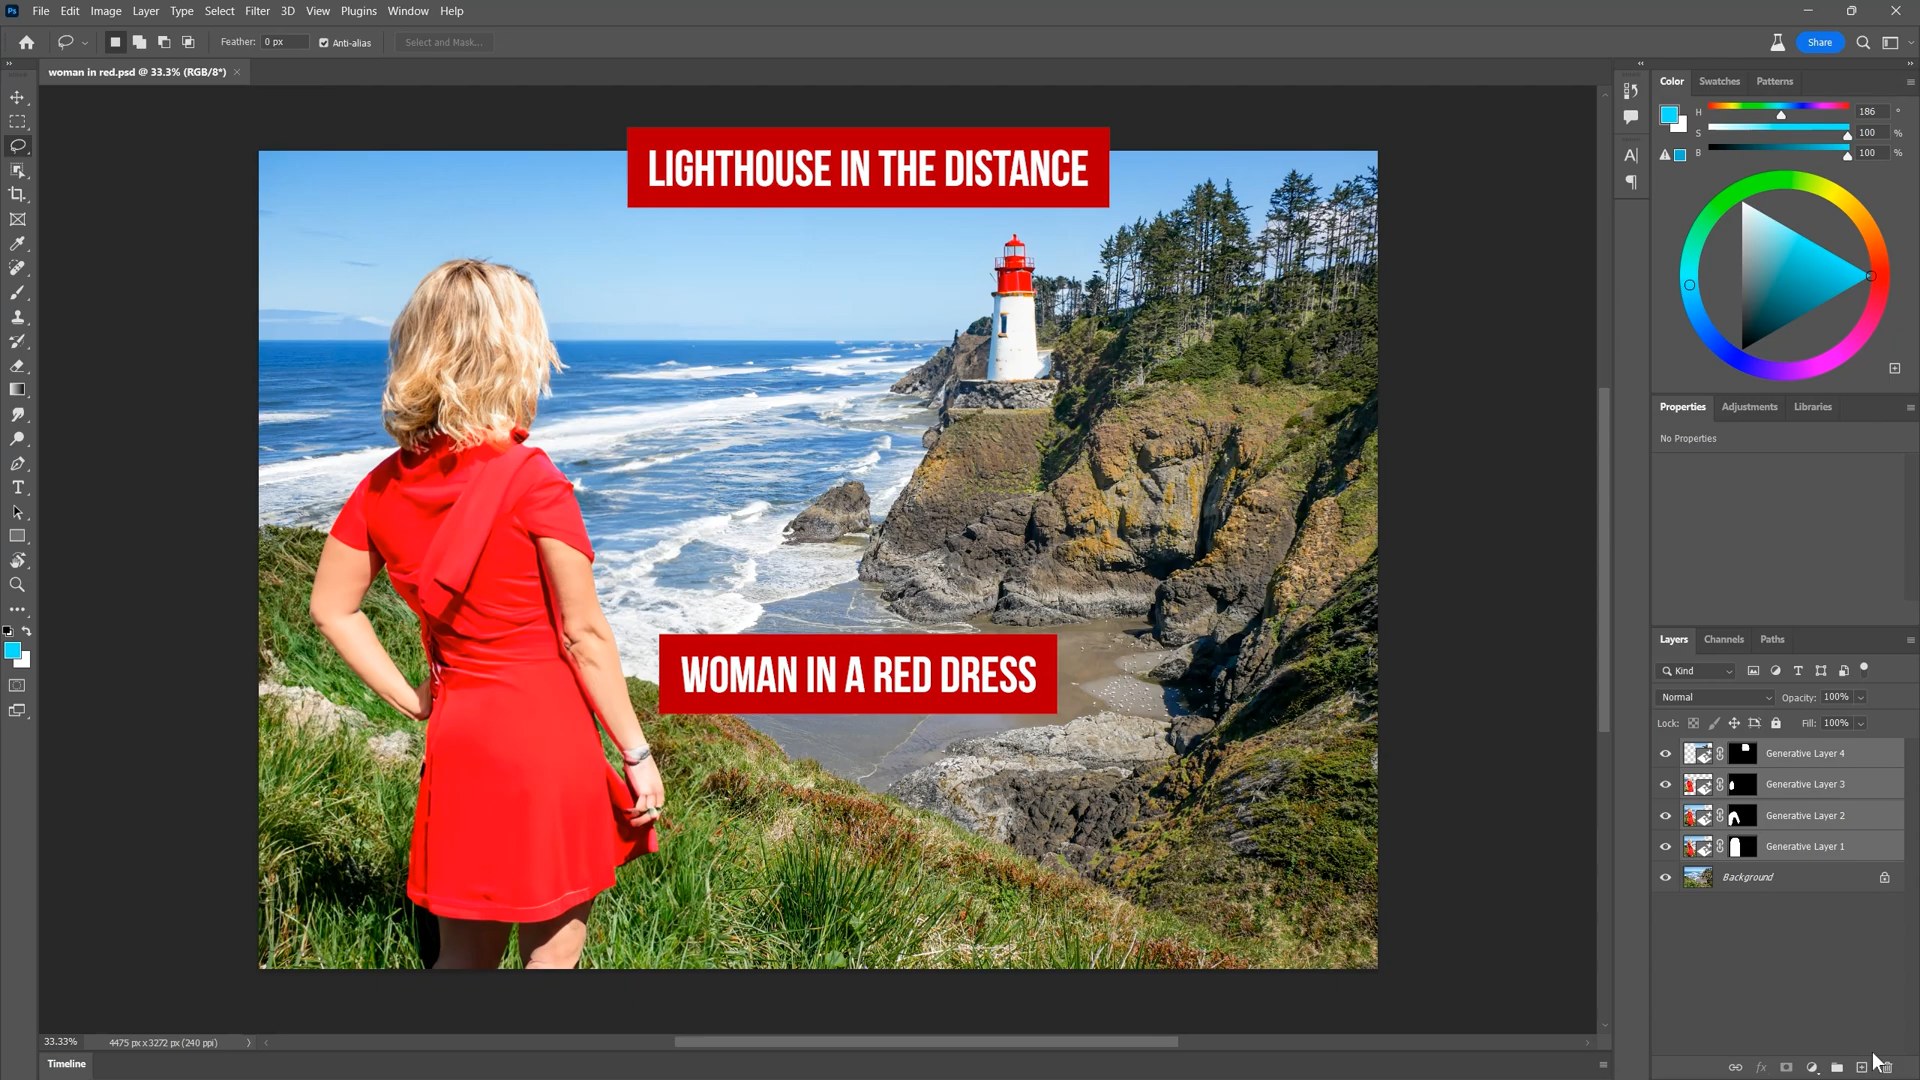 Ps File Edit Image Layer Type Select Filter 3D View Plugins Window Help
Feather: 0 px Anti-alias Select and Mask... Share
woman in red.psd @ 33.3% (RGB/8*)
Color Swatches Patterns
H 186 °
S 100 %
B 100 %
LIGHTHOUSE IN THE DISTANCE
Properties Adjustments Libraries
No Properties
WOMAN IN A RED DRESS
Layers Channels Paths
Kind
Normal Opacity: 100%
Lock: Fill: 100%
Generative Layer 4
Generative Layer 3
Generative Layer 2
Generative Layer 1
Background
33.33% 4475 px x 3272 px (240 ppi)
Timeline